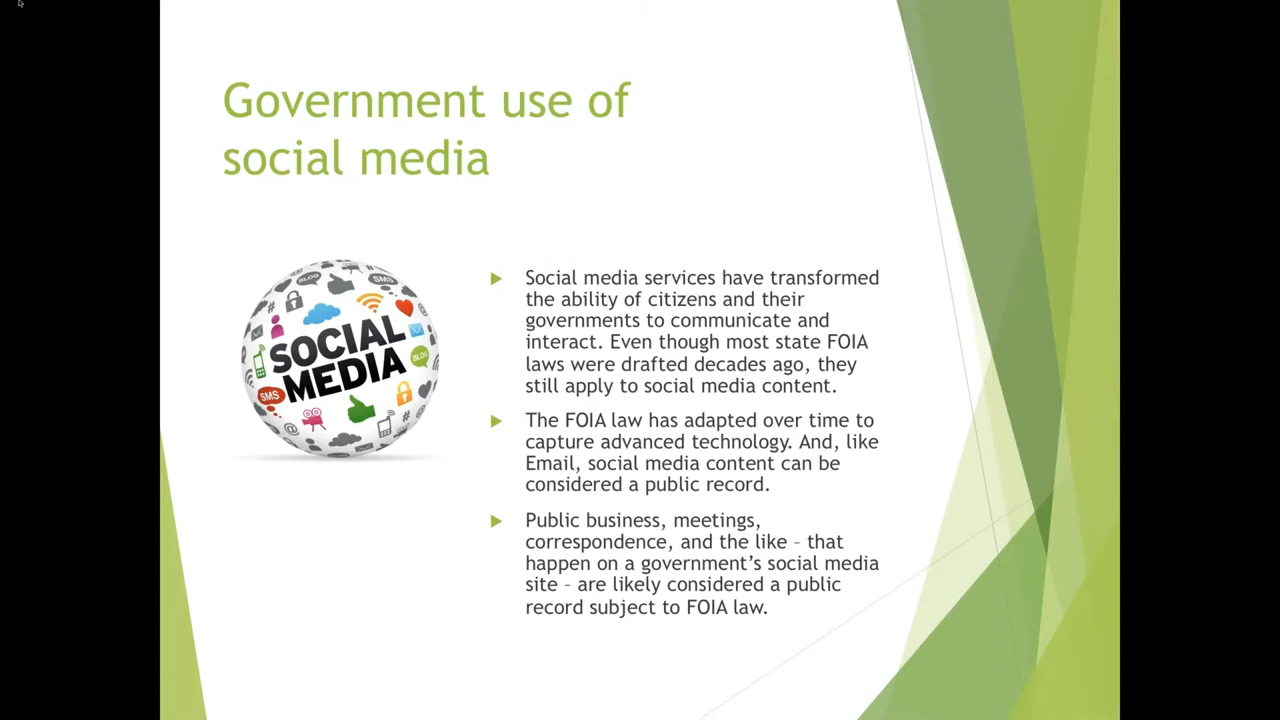 Government use of
social media
SOCIAL
MEDIA
BLOG
SMS
BLOG
SMS
Social media services have transformed
the ability of citizens and their
governments to communicate and
interact. Even though most state FOIA
laws were drafted decades ago, they
still apply to social media content.
The FOIA law has adapted over time to
capture advanced technology. And, like
Email, social media content can be
considered a public record.
Public business, meetings,
correspondence, and the like – that
happen on a government’s social media
site – are likely considered a public
record subject to FOIA law.